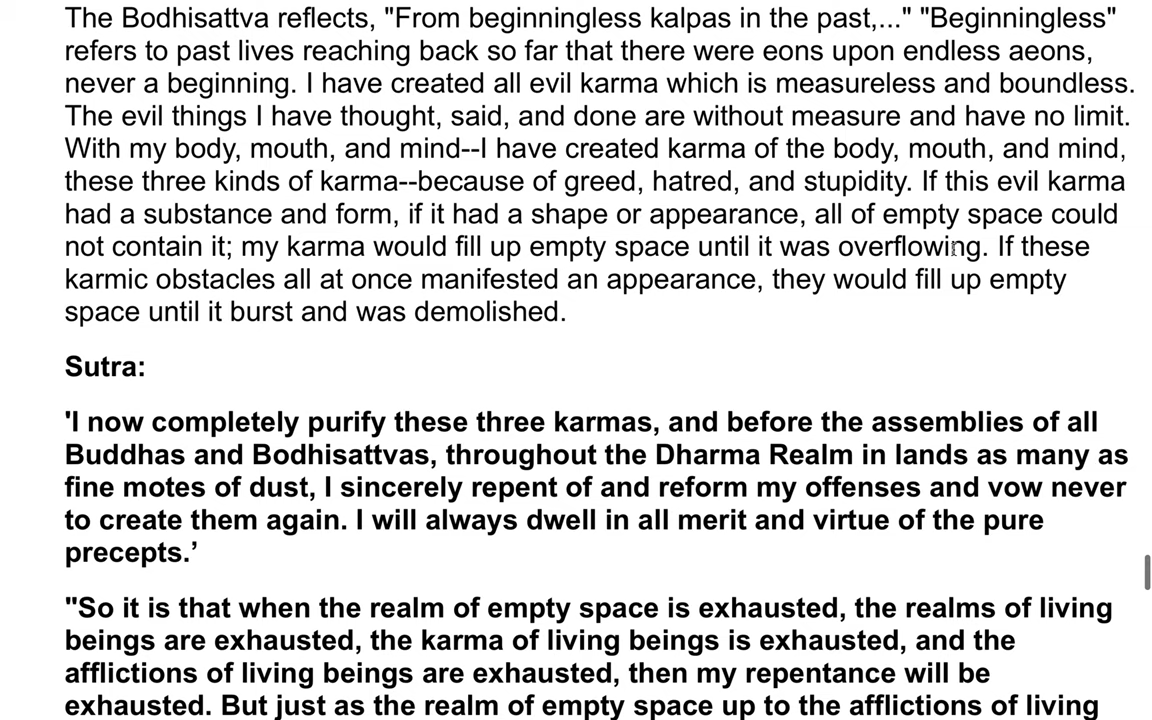 The Bodhisattva reflects, "From beginningless kalpas in the past,..." "Beginningless"
refers to past lives reaching back so far that there were eons upon endless aeons,
never a beginning. I have created all evil karma which is measureless and boundless.
The evil things I have thought, said, and done are without measure and have no limit.
With my body, mouth, and mind--I have created karma of the body, mouth, and mind,
these three kinds of karma--because of greed, hatred, and stupidity. If this evil karma
had a substance and form, if it had a shape or appearance, all of empty space could
not contain it; my karma would fill up empty space until it was overflowing. If these
karmic obstacles all at once manifested an appearance, they would fill up empty
space until it burst and was demolished.
Sutra:
'I now completely purify these three karmas, and before the assemblies of all
Buddhas and Bodhisattvas, throughout the Dharma Realm in lands as many as
fine motes of dust, I sincerely repent of and reform my offenses and vow never
to create them again. I will always dwell in all merit and virtue of the pure
precepts.’
"So it is that when the realm of empty space is exhausted, the realms of living
beings are exhausted, the karma of living beings is exhausted, and the
afflictions of living beings are exhausted, then my repentance will be
exhausted. But just as the realm of empty space up to the afflictions of living